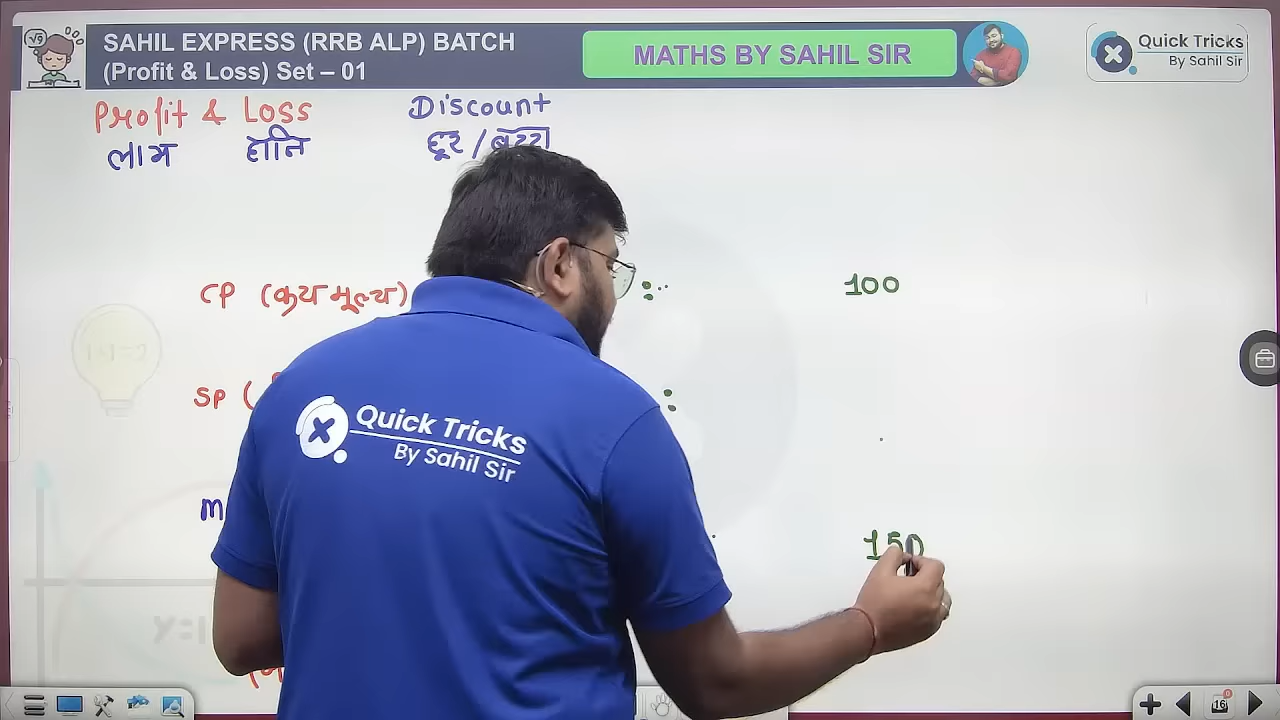 SAHIL EXPRESS (RRB ALP) BATCH
(Profit & Loss) Set – 01
MATHS BY SAHIL SIR
Quick Tricks
By Sahil Sir
Profit & Loss
Discount
लाभ हानि
छूट / बट्टा
CP (क्रय मूल्य)
100
SP (
M
150
Quick Tricks
By Sahil Sir
16